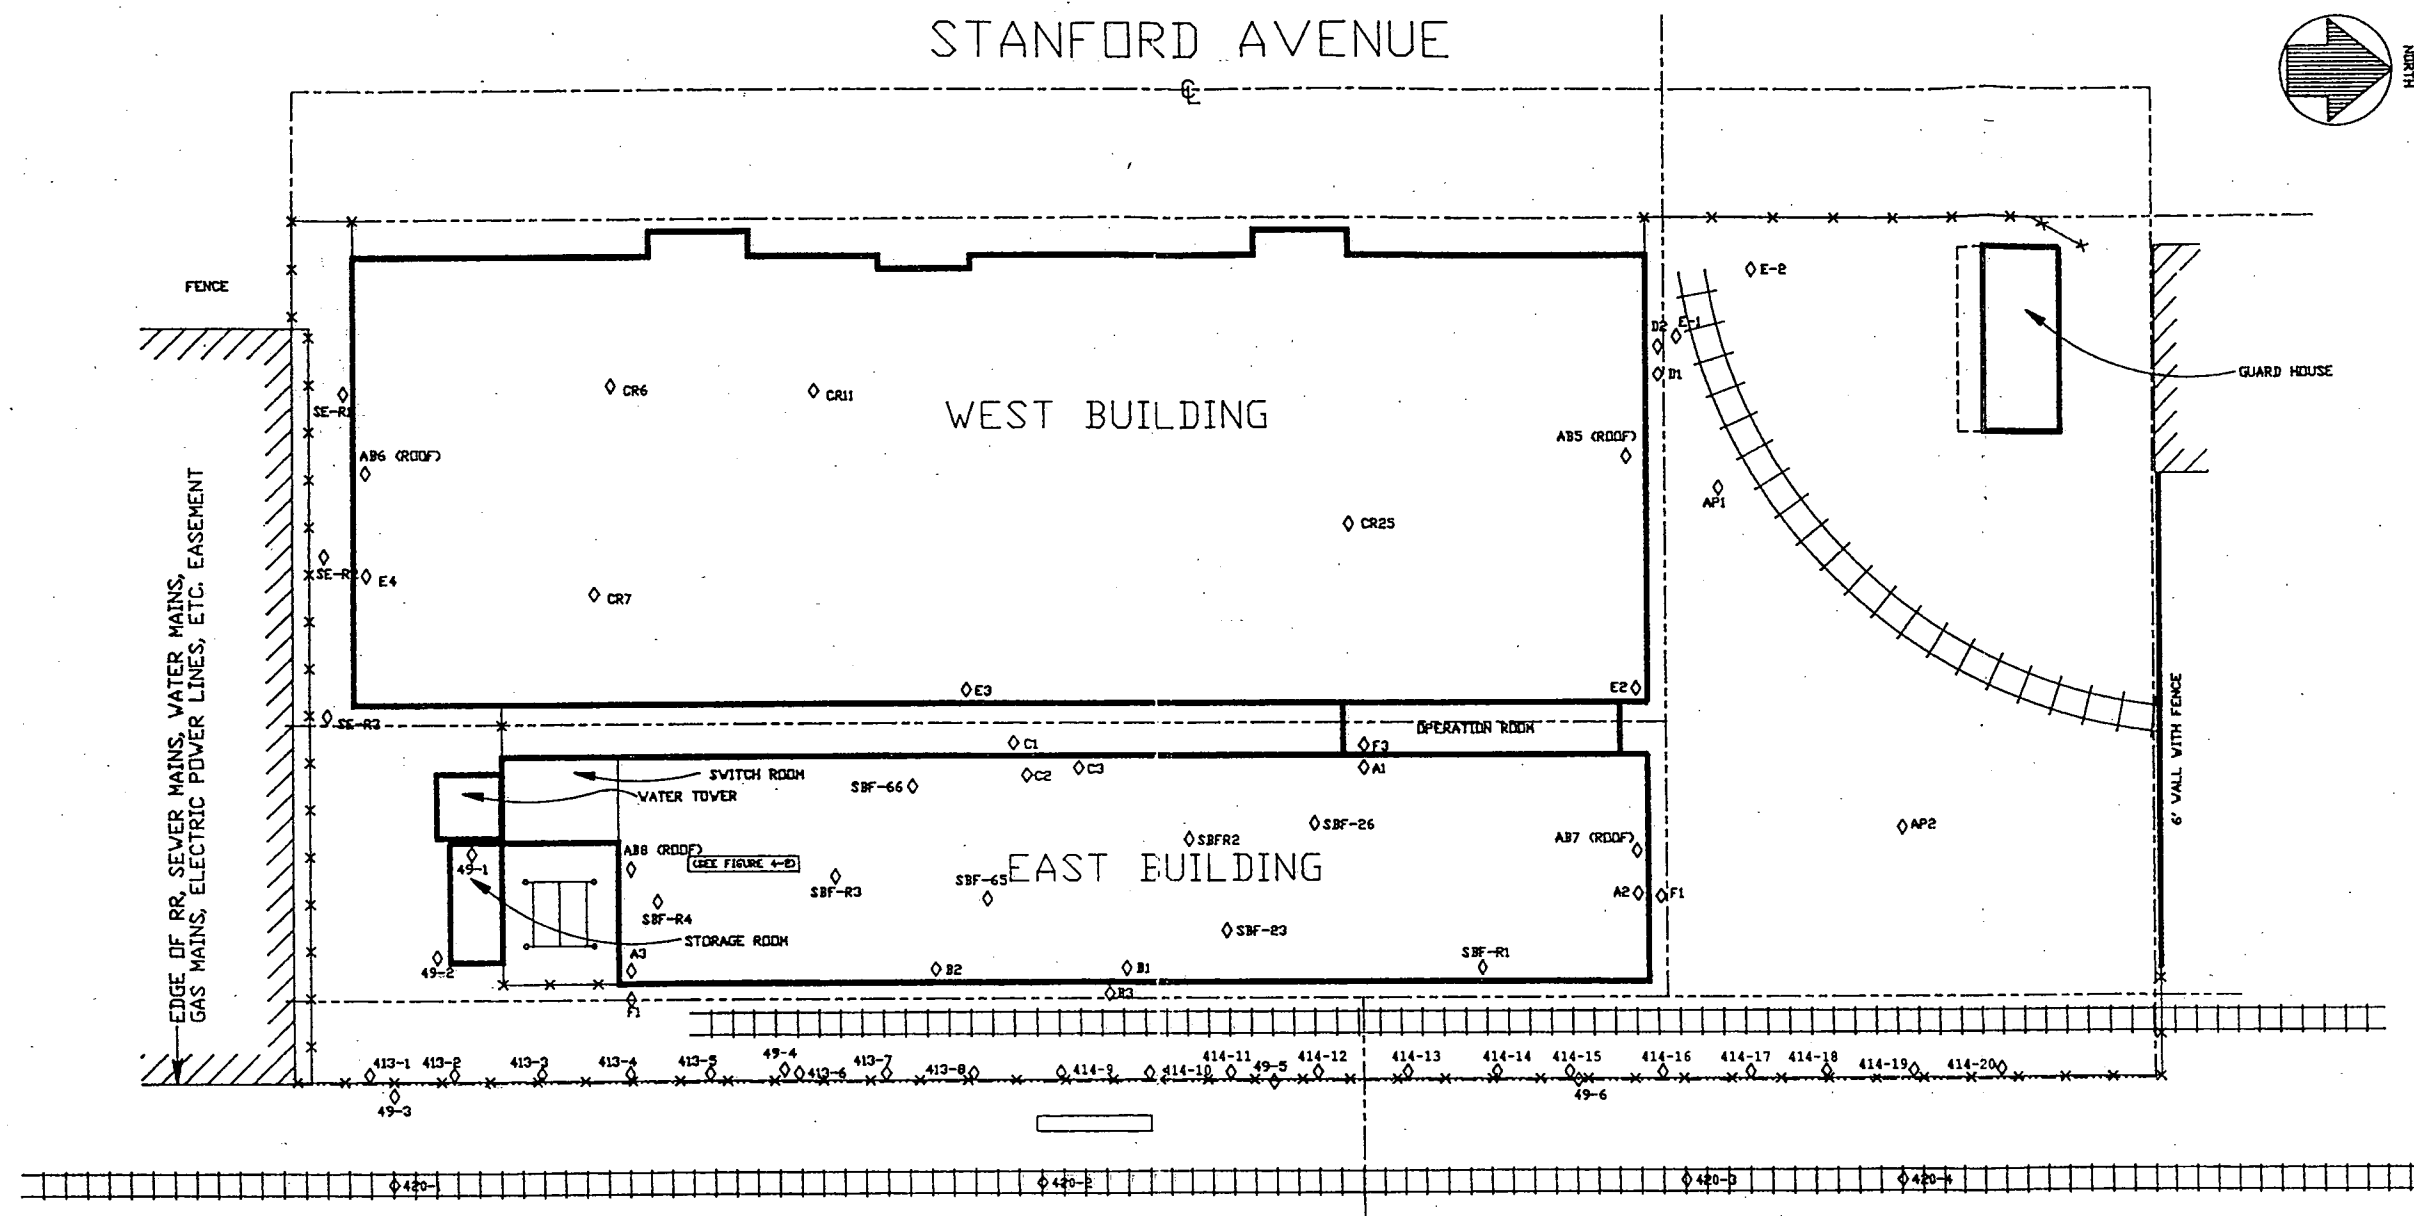 STANFORD AVENUE
NORTH
℄
FENCE
E-2
D2
E-1
D1
GUARD HOUSE
SE-R1
CR6
CR11
WEST BUILDING
AB6 (ROOF)
AB5 (ROOF)
AP1
CR25
SE-R2
E4
CR7
EDGE OF RR, SEWER MAINS, WATER MAINS,
GAS MAINS, ELECTRIC POWER LINES, ETC. EASEMENT
E3
E2
SE-R3
OPERATION ROOM
6' WALL WITH FENCE
C1
F3
SWITCH ROOM
C2
C3
A1
SBF-66
WATER TOWER
SBF-26
AP2
SBFR2
AB7 (ROOF)
AB8 (ROOF)
(SEE FIGURE 4-2)
49-1
EAST BUILDING
SBF-R3
SBF-65
A2
F1
SBF-R4
SBF-23
STORAGE ROOM
A3
SBF-R1
49-2
B2
B1
B3
F1
413-1
413-2
413-3
413-4
413-5
49-4
413-6
413-7
413-8
414-9
414-10
414-11
49-5
414-12
414-13
414-14
414-15
414-16
414-17
414-18
414-19
414-20
49-3
49-6
420-1
420-2
420-3
420-4